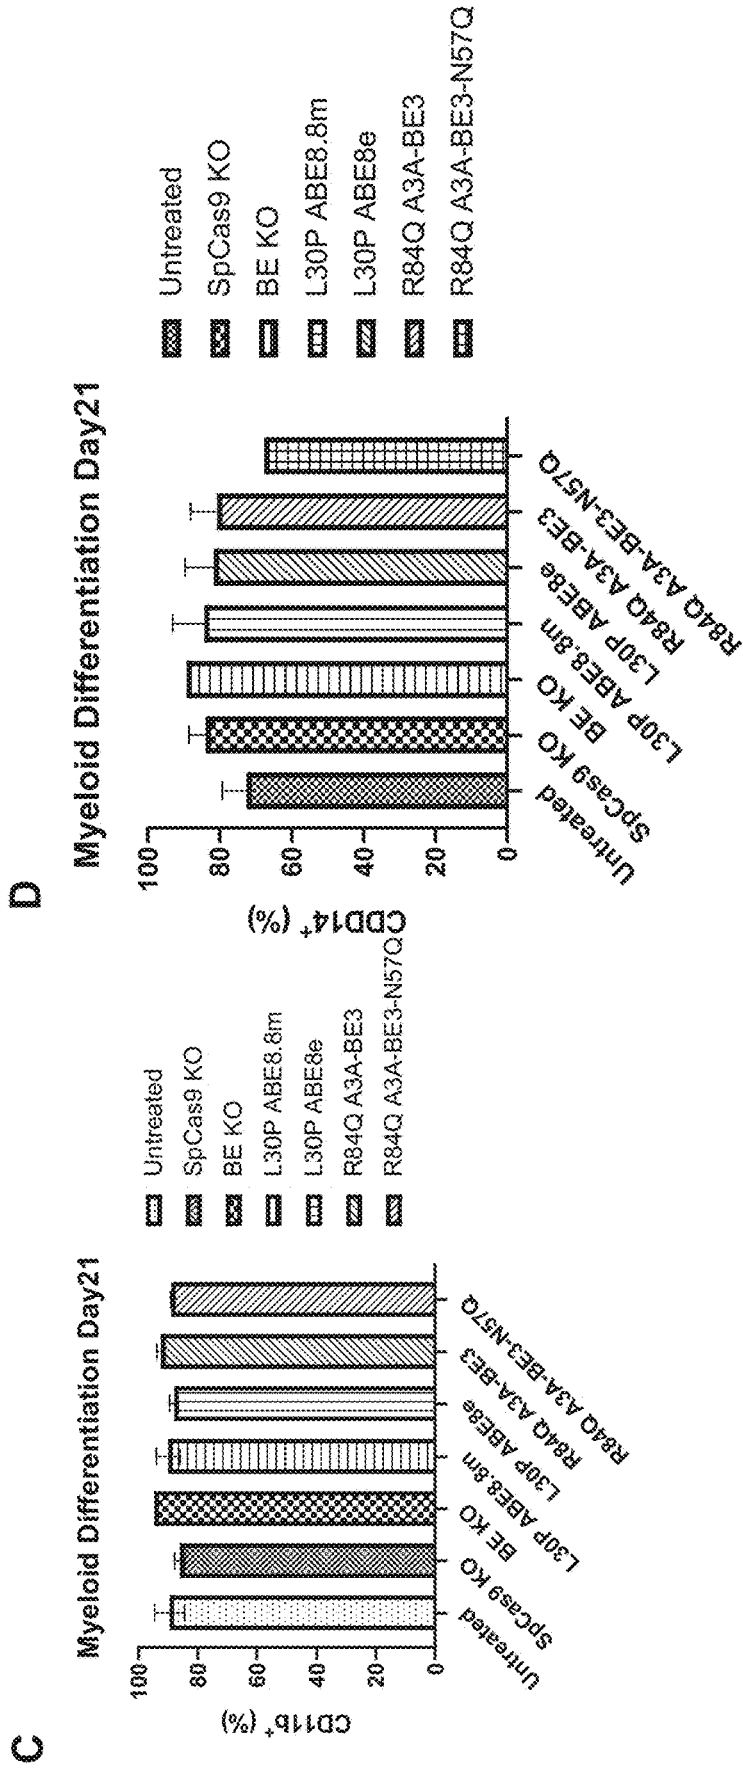 C
Myeloid Differentiation Day21
CD11b+ (%)
100
80
60
40
20
0
Untreated
SpCas9 KO
BE KO
L30P ABE8.8m
L30P ABE8e
R84Q A3A-BE3
R84Q A3A-BE3-N57Q
Untreated
SpCas9 KO
BE KO
L30P ABE8.8m
L30P ABE8e
R84Q A3A-BE3
R84Q A3A-BE3-N57Q
D
Myeloid Differentiation Day21
CDD14+ (%)
100
80
60
40
20
0
Untreated
SpCas9 KO
BE KO
L30P ABE8.8m
L30P ABE8e
R84Q A3A-BE3
R84Q A3A-BE3-N57Q
Untreated
SpCas9 KO
BE KO
L30P ABE8.8m
L30P ABE8e
R84Q A3A-BE3
R84Q A3A-BE3-N57Q